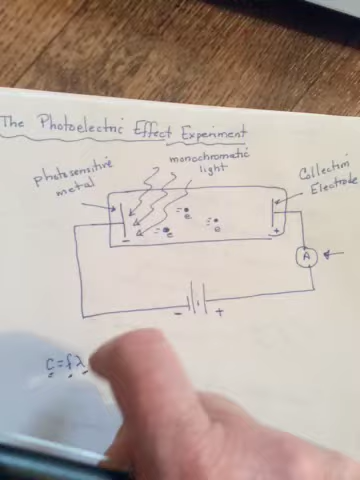 The Photoelectric Effect Experiment
monochromatic
light
photosensitive
metal
Collection
Electrode
e
e
e
- +
A
- +
c=fλ